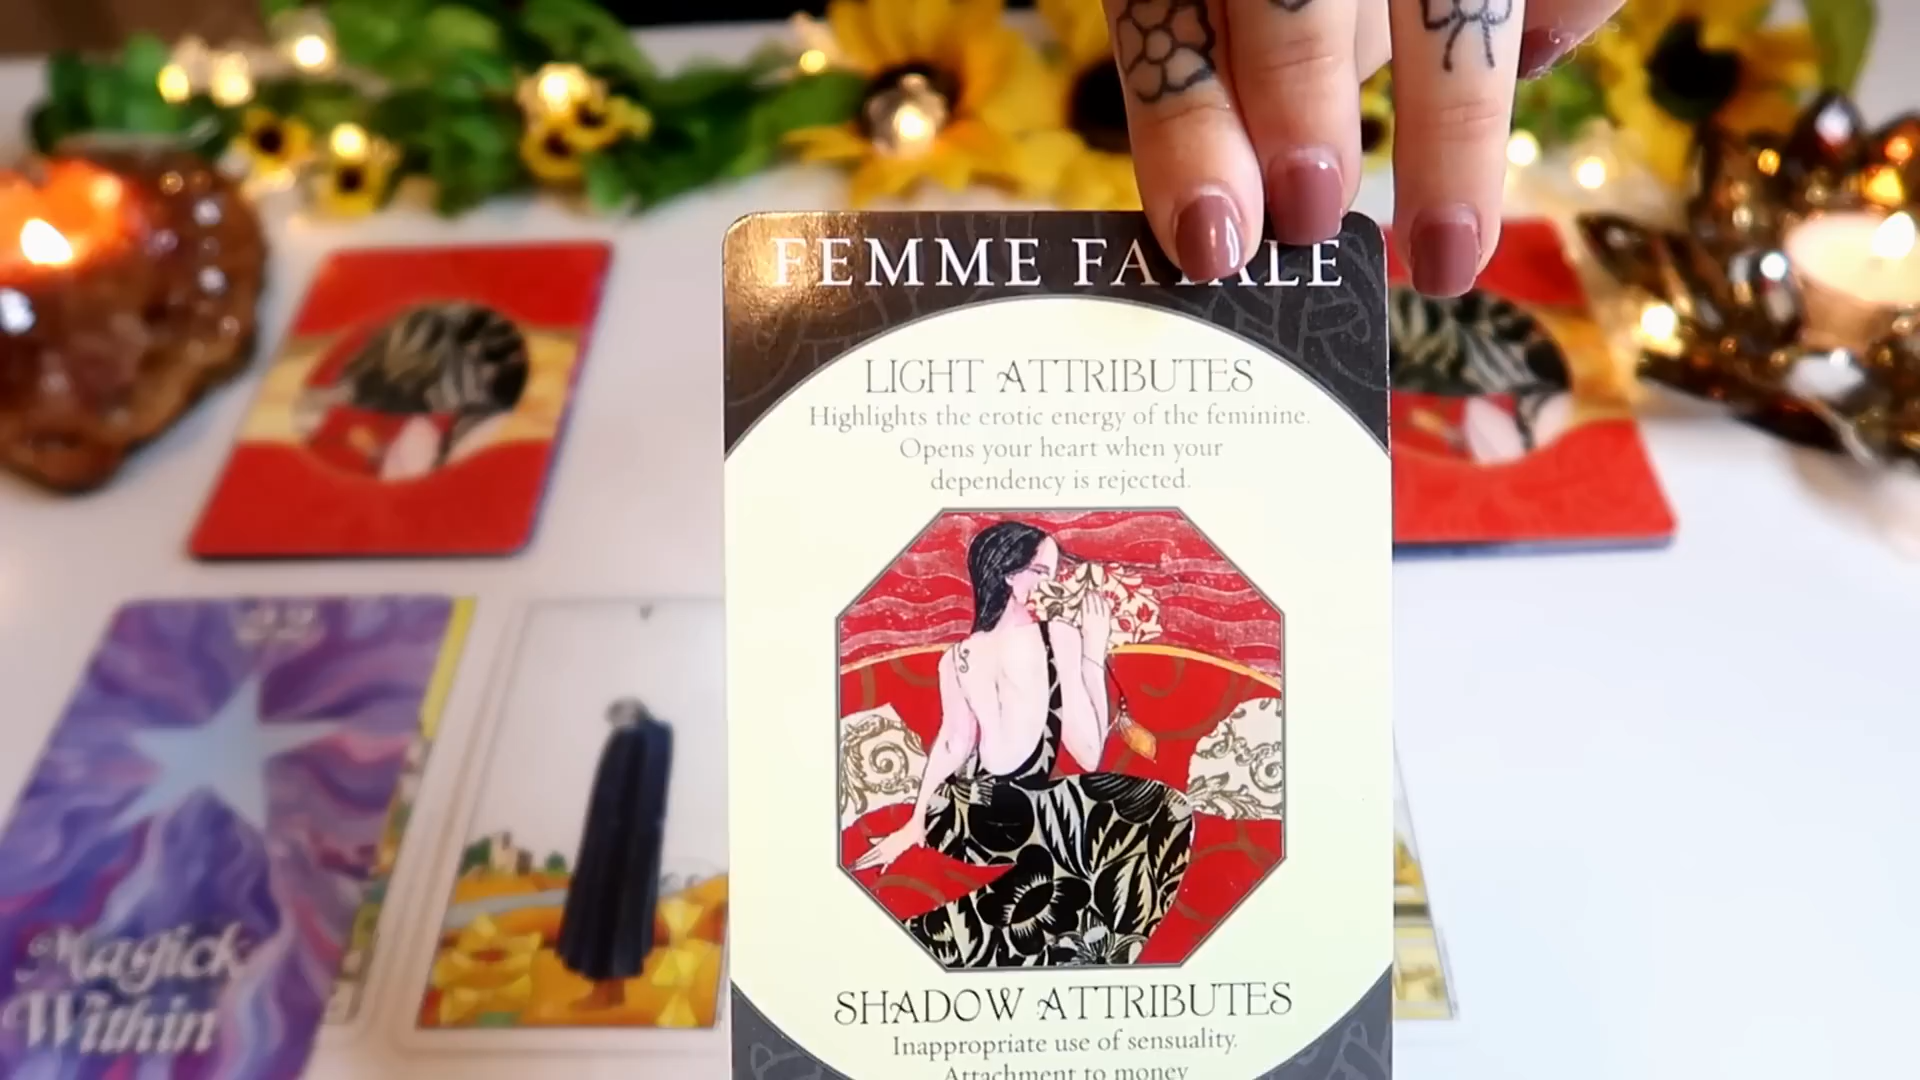 FEMME FATALE
LIGHT ATTRIBUTES
Highlights the erotic energy of the feminine.
Opens your heart when your
dependency is rejected.
SHADOW ATTRIBUTES
Inappropriate use of sensuality.
Attachment to money
Magick
Within